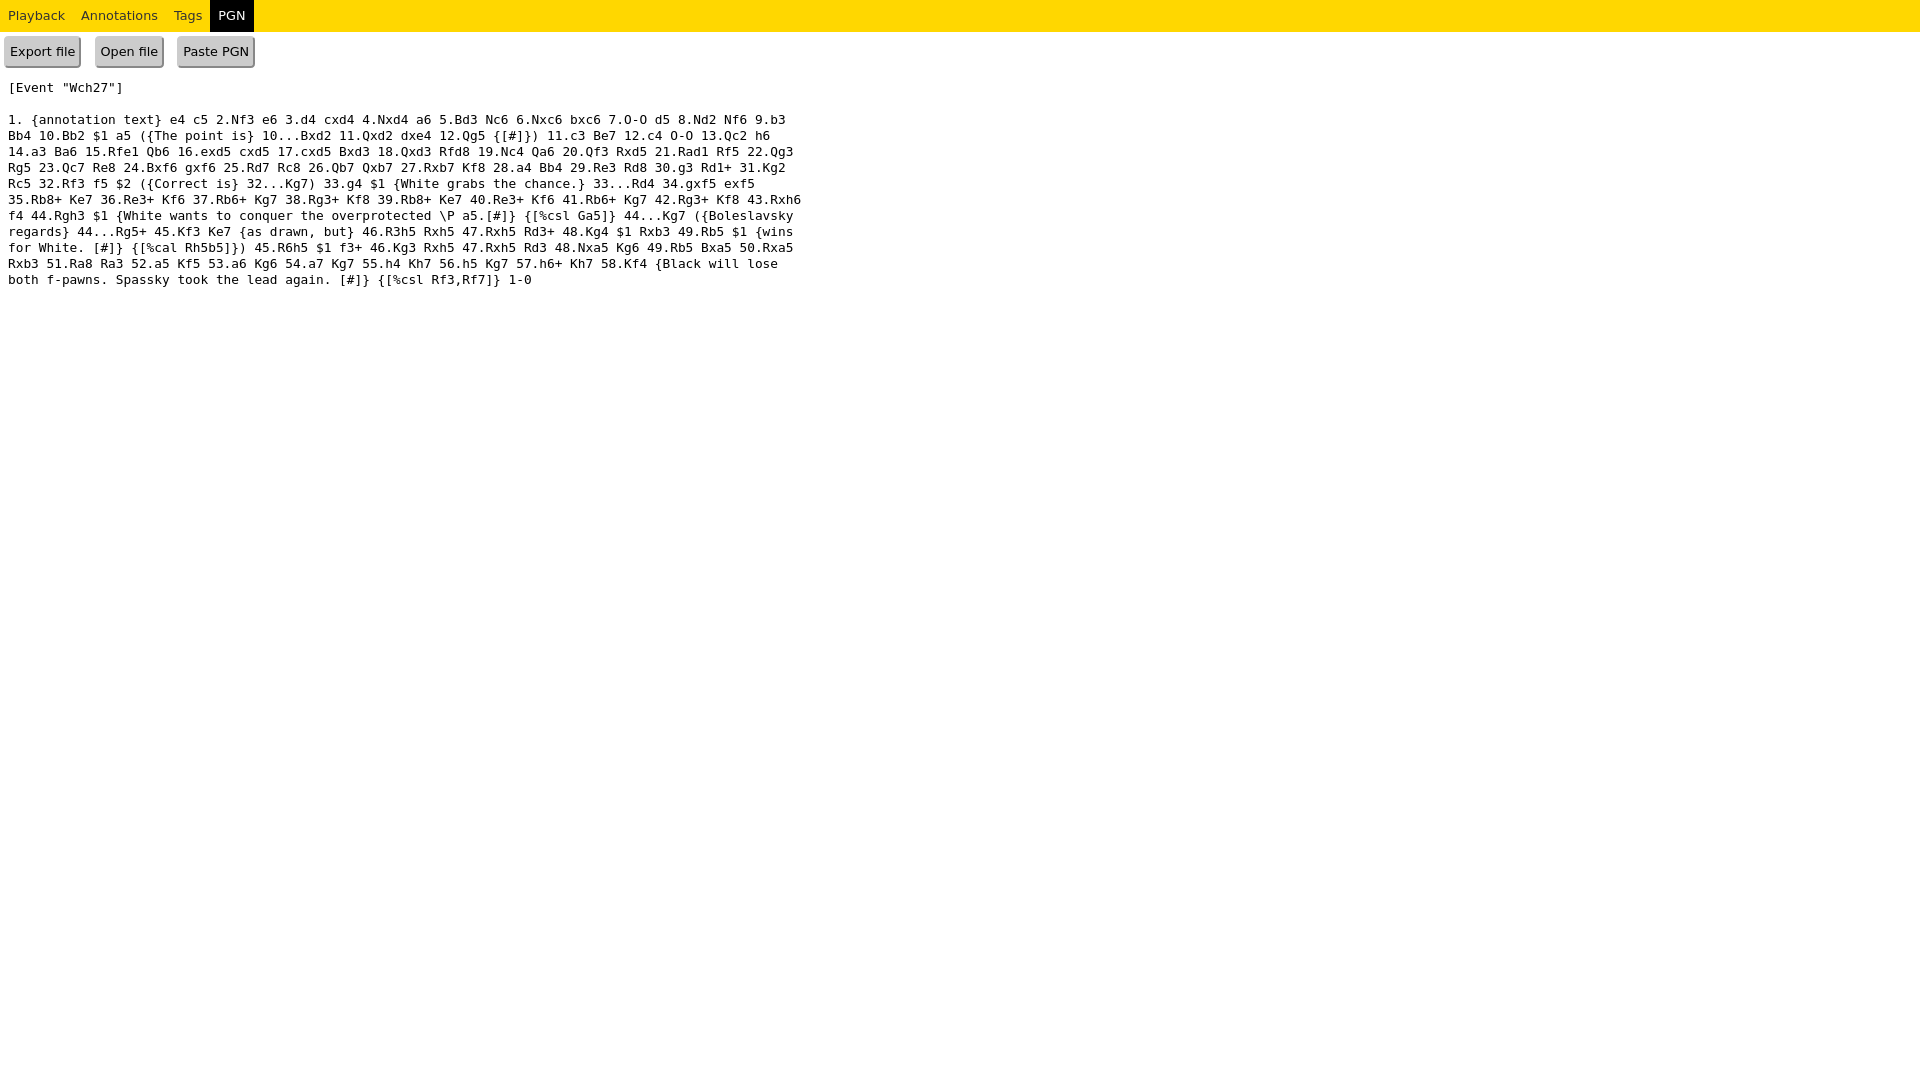 Playback Annotations Tags PGN
Export file Open file Paste PGN
[Event "Wch27"]
1. {annotation text} e4 c5 2.Nf3 e6 3.d4 cxd4 4.Nxd4 a6 5.Bd3 Nc6 6.Nxc6 bxc6 7.O-O d5 8.Nd2 Nf6 9.b3
Bb4 10.Bb2 $1 a5 ({The point is} 10...Bxd2 11.Qxd2 dxe4 12.Qg5 {[#]}) 11.c3 Be7 12.c4 O-O 13.Qc2 h6
14.a3 Ba6 15.Rfe1 Qb6 16.exd5 cxd5 17.cxd5 Bxd3 18.Qxd3 Rfd8 19.Nc4 Qa6 20.Qf3 Rxd5 21.Rad1 Rf5 22.Qg3
Rg5 23.Qc7 Re8 24.Bxf6 gxf6 25.Rd7 Rc8 26.Qb7 Qxb7 27.Rxb7 Kf8 28.a4 Bb4 29.Re3 Rd8 30.g3 Rd1+ 31.Kg2
Rc5 32.Rf3 f5 $2 ({Correct is} 32...Kg7) 33.g4 $1 {White grabs the chance.} 33...Rd4 34.gxf5 exf5
35.Rb8+ Ke7 36.Re3+ Kf6 37.Rb6+ Kg7 38.Rg3+ Kf8 39.Rb8+ Ke7 40.Re3+ Kf6 41.Rb6+ Kg7 42.Rg3+ Kf8 43.Rxh6
f4 44.Rgh3 $1 {White wants to conquer the overprotected \P a5.[#]} {[%csl Ga5]} 44...Kg7 ({Boleslavsky
regards} 44...Rg5+ 45.Kf3 Ke7 {as drawn, but} 46.R3h5 Rxh5 47.Rxh5 Rd3+ 48.Kg4 $1 Rxb3 49.Rb5 $1 {wins
for White. [#]} {[%cal Rh5b5]}) 45.R6h5 $1 f3+ 46.Kg3 Rxh5 47.Rxh5 Rd3 48.Nxa5 Kg6 49.Rb5 Bxa5 50.Rxa5
Rxb3 51.Ra8 Ra3 52.a5 Kf5 53.a6 Kg6 54.a7 Kg7 55.h4 Kh7 56.h5 Kg7 57.h6+ Kh7 58.Kf4 {Black will lose
both f-pawns. Spassky took the lead again. [#]} {[%csl Rf3,Rf7]} 1-0